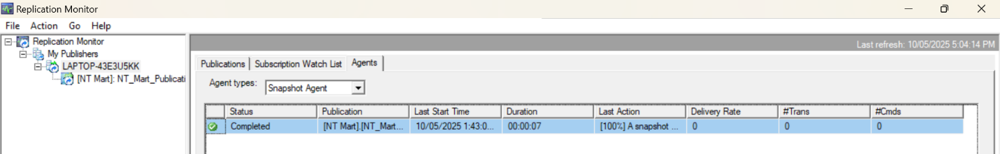 Replication Monitor
File Action Go Help
Replication Monitor
My Publishers
LAPTOP-43E3U5KK
[NT Mart]: NT_Mart_Publicati
Last refresh: 10/05/2025 5:04:14 PM
Publications Subscription Watch List Agents
Agent types: Snapshot Agent
Status Publication Last Start Time Duration Last Action Delivery Rate #Trans #Cmds
Completed [NT Mart].[NT_Mart... 10/05/2025 1:43:0... 00:00:07 [100%] A snapshot ... 0 0 0